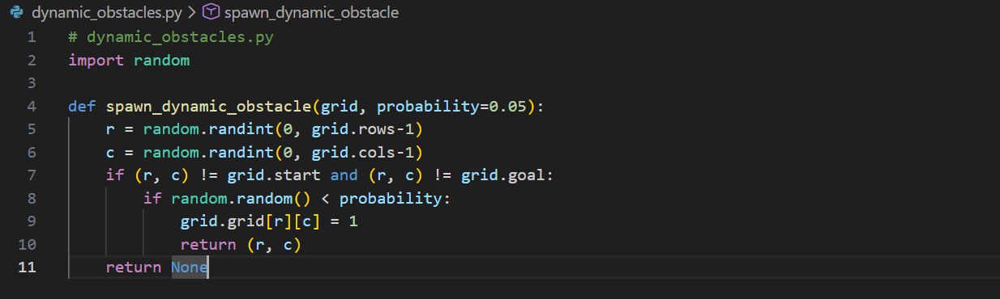 dynamic_obstacles.py > spawn_dynamic_obstacle
1 # dynamic_obstacles.py
2 import random
3
4 def spawn_dynamic_obstacle(grid, probability=0.05):
5     r = random.randint(0, grid.rows-1)
6     c = random.randint(0, grid.cols-1)
7     if (r, c) != grid.start and (r, c) != grid.goal:
8         if random.random() < probability:
9             grid.grid[r][c] = 1
10             return (r, c)
11     return None